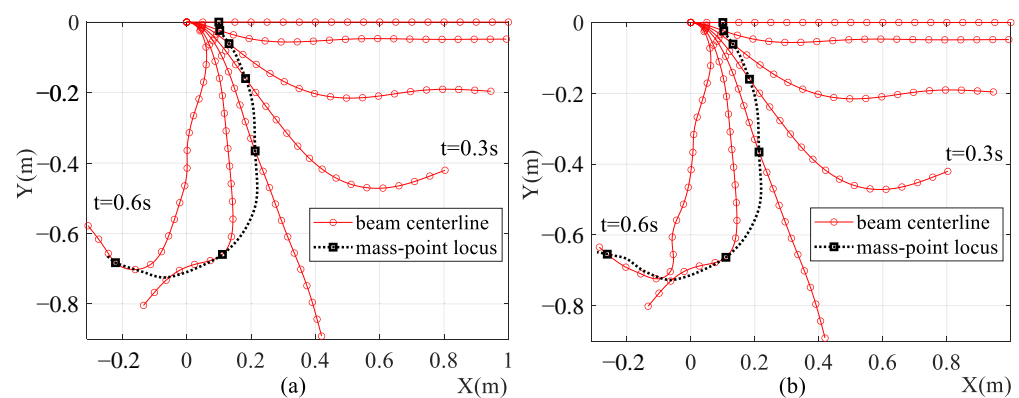 0
−0.2
−0.4
−0.6
−0.8
Y(m)
t=0.3s
t=0.6s
beam centerline
mass-point locus
−0.2
0
0.2
0.4
0.6
0.8
1
(a)
X(m)
0
−0.2
−0.4
−0.6
−0.8
Y(m)
t=0.3s
t=0.6s
beam centerline
mass-point locus
−0.2
0
0.2
0.4
0.6
0.8
1
(b)
X(m)